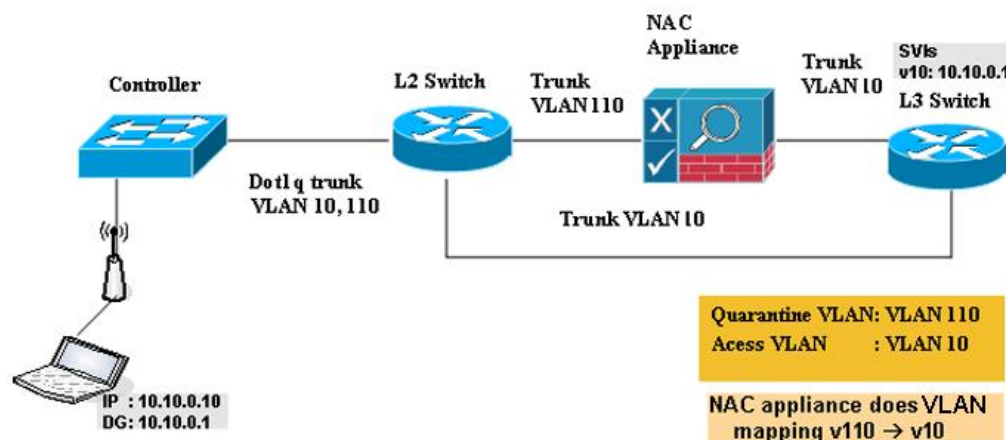 NAC
Appliance
SVIs
v10: 10.10.0.1
L3 Switch
Controller
L2 Switch
Trunk
VLAN 110
Trunk
VLAN 10
Dot1q trunk
VLAN 10, 110
Trunk VLAN 10
Quarantine VLAN: VLAN 110
Acess VLAN : VLAN 10
IP : 10.10.0.10
DG: 10.10.0.1
NAC appliance does VLAN
mapping v110 → v10